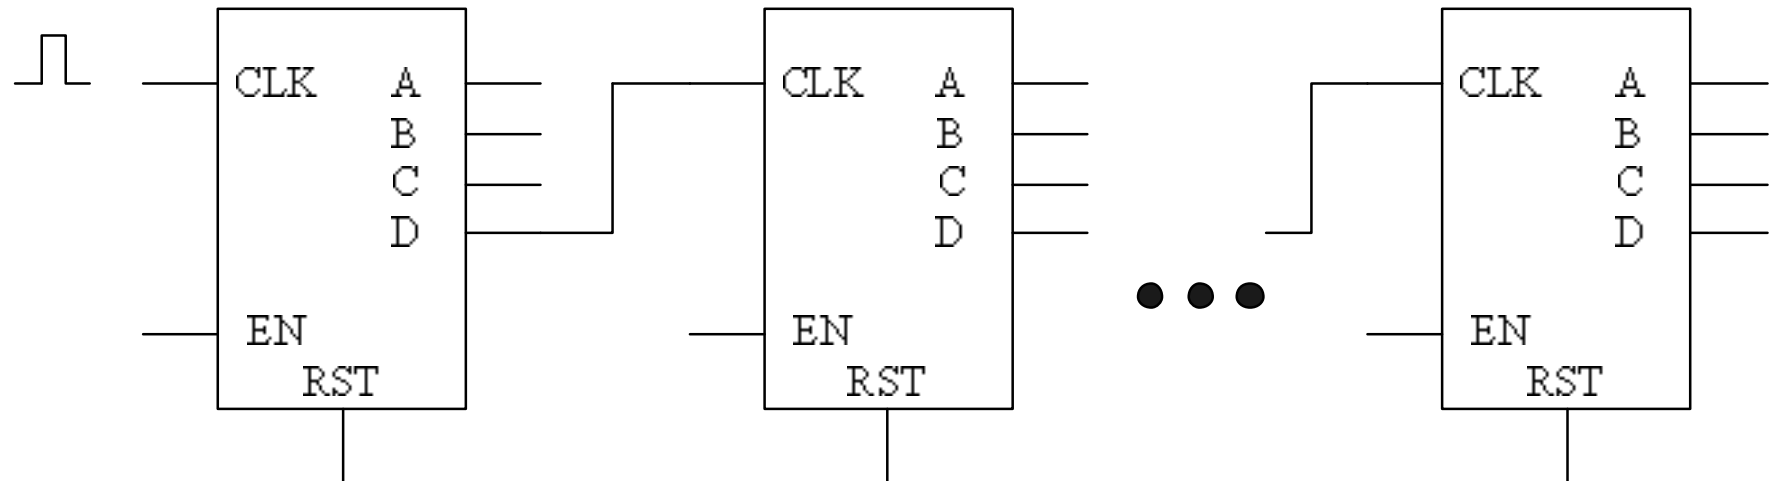 CLK A CLK A CLK A
B B B
C C C
D D D
EN EN EN
RST RST RST